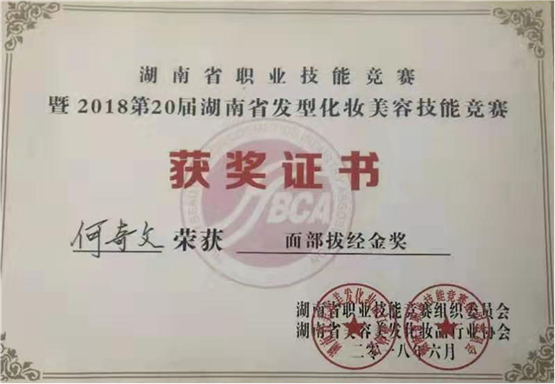 湖南省职业技能竞赛
暨2018第20届湖南省发型化妆美容技能竞赛
获奖证书
BCA
何奇文 荣获 面部拔经金奖
湖南省职业技能竞赛组织委员会
湖南省美容美发化妆品行业协会
二零一八年六月